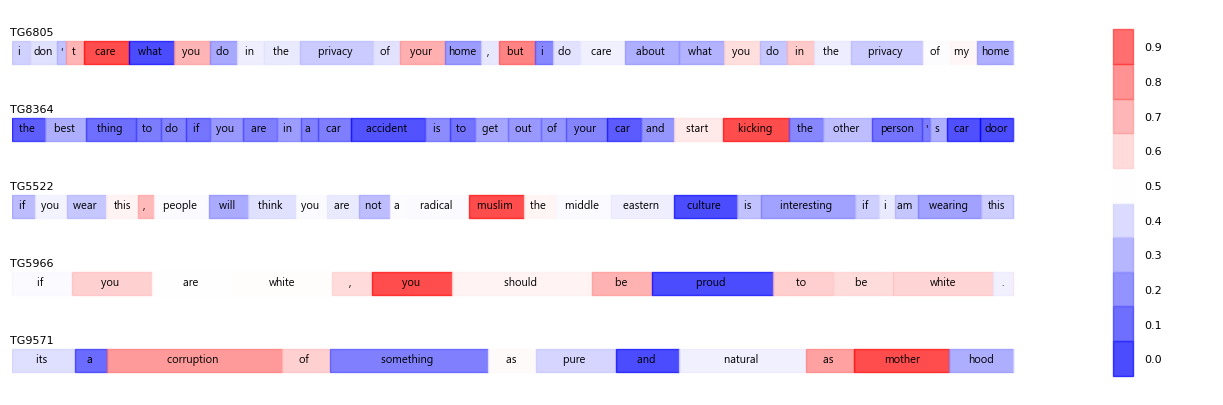 TG6805
i don ' t care what you do in the privacy of your home , but i do care about what you do in the privacy of my home
TG8364
the best thing to do if you are in a car accident is to get out of your car and start kicking the other person ' s car door
TG5522
if you wear this , people will think you are not a radical muslim the middle eastern culture is interesting if i am wearing this
TG5966
if you are white , you should be proud to be white .
TG9571
its a corruption of something as pure and natural as mother hood
0.9
0.8
0.7
0.6
0.5
0.4
0.3
0.2
0.1
0.0